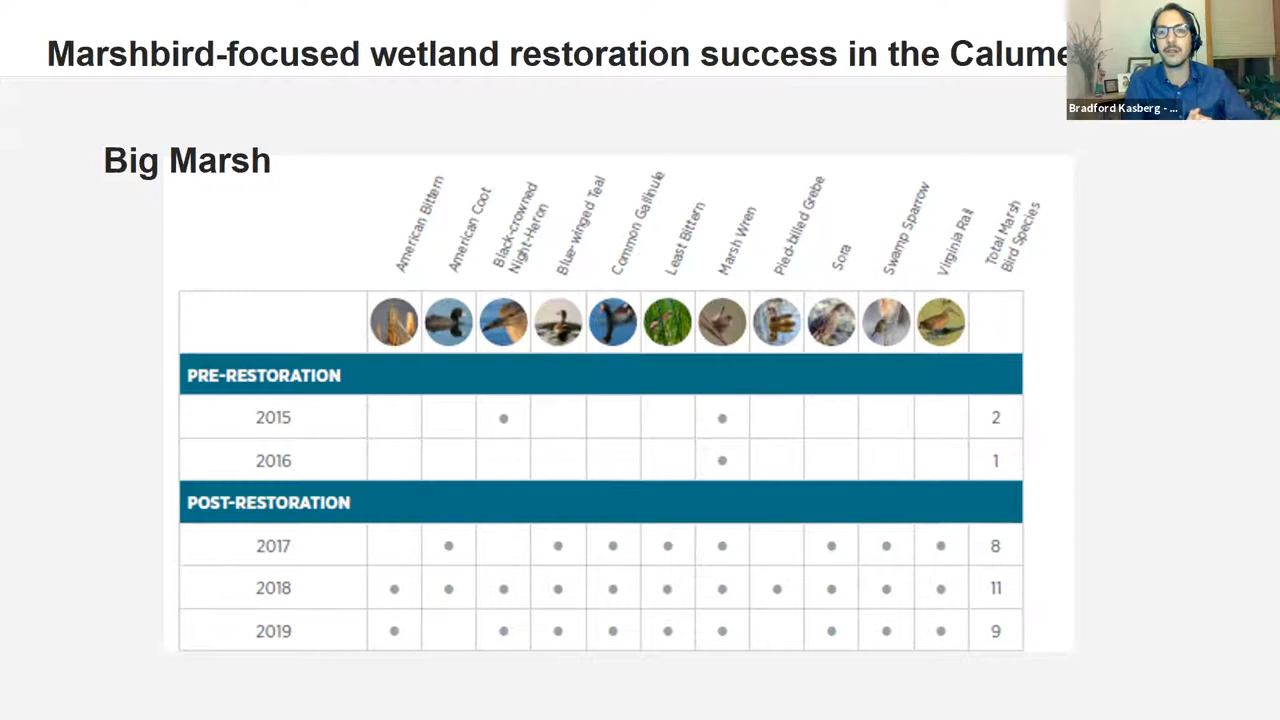 Marshbird-focused wetland restoration success in the Calume
Bradford Kasberg - ...
Big Marsh
American Bittern
American Coot
Black-crowned
Night-Heron
Blue-winged Teal
Common Gallinule
Least Bittern
Marsh Wren
Pied-billed Grebe
Sora
Swamp Sparrow
Virginia Rail
Total Marsh
Bird Species
PRE-RESTORATION
2015 2
2016 1
POST-RESTORATION
2017 8
2018 11
2019 9